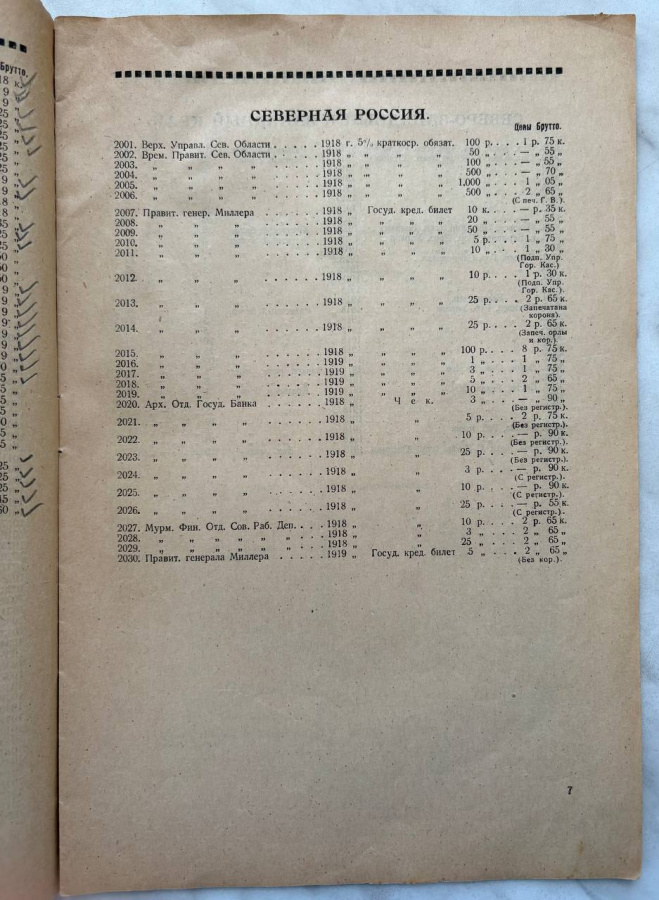 Брутто.
СЕВЕРНАЯ РОССИЯ.
Цены Брутто.
2001. Верх. Управл. Сев. Области . . . . . 1918 г. 5% краткоср. обязат. 100 р. . . . 1 р. 75 к.
2002. Врем. Правит. Сев. Области . . . . . 1918 „ „ „ „ 50 „ . . . — „ 55 „
2003. „ „ „ „ . . . . . . 1918 „ „ „ „ 100 „ . . . — „ 55 „
2004. „ „ „ „ . . . . . . 1918 „ „ „ „ 500 „ . . . — „ 70 „
2005. „ „ „ „ . . . . . . 1918 „ „ „ „ 1.000 „ . . . 1 „ 05 „
2006. „ „ „ „ . . . . . . 1918 „ „ „ „ 500 „ . . . 2 „ 65 „
(С печ. Г. В.).
2007. Правит. генер. Миллера . . . . . . . 1918 „ Госуд. кред. билет 10 к. . . . — р. 35 к.
2008. „ „ „ . . . . . . . 1918 „ „ „ „ 20 „ . . . — „ 55 „
2009. „ „ „ . . . . . . . 1918 „ „ „ „ 50 „ . . . — „ 55 „
2010. „ „ „ . . . . . . . 1918 „ „ „ „ 5 р. . . . 1 „ 75 „
2011. „ „ „ . . . . . . . 1918 „ „ „ „ 10 „ . . . 1 „ 30 „
(Подп. Упр.
Гор. Кас.)
2012. „ „ „ . . . . . . . 1918 „ „ „ „ 10 р. . . . 1 р. 30 к.
(Подп. Упр.
Гор. Кас.).
2013. „ „ „ . . . . . . . 1918 „ „ „ „ 25 р. . . . 2 р. 65 к.
(Запечатана
корона).
2014. „ „ „ . . . . . . . 1918 „ „ „ „ 25 р. . . . 2 р. 65 к.
(Запеч. орлы
и кор.).
2015. „ „ „ . . . . . . . 1918 „ „ „ „ 100 р. . . . 8 р. 75 к.
2016. „ „ „ . . . . . . . 1919 „ „ „ „ 1 „ . . . 1 „ 75 „
2017. „ „ „ . . . . . . . 1919 „ „ „ „ 3 „ . . . 1 „ 75 „
2018. „ „ „ . . . . . . . 1919 „ „ „ „ 5 „ . . . 2 „ 65 „
2019. „ „ „ . . . . . . . 1919 „ „ „ „ 10 „ . . . 1 „ 75 „
2020. Арх. Отд. Госуд. Банка . . . . . . . 1918 „ Чек. 3 „ . . . — „ 90 „
(Без регистр.).
2021. „ „ „ „ . . . . . . . 1918 „ „ 5 р. . . . 2 р. 75 к.
(Без регистр.).
2022. „ „ „ „ . . . . . . . 1918 „ „ 10 р. . . . — р. 90 к.
(Без регистр.)
2023. „ „ „ „ . . . . . . . 1918 „ „ 25 р. . . . — р. 90 к.
(Без регистр.).
2024. „ „ „ „ . . . . . . . 1918 „ „ 3 р. . . . — р. 90 к.
(С регистр.).
2025. „ „ „ „ . . . . . . . 1918 „ „ 10 р. . . . — р. 90 к.
(С регистр.).
2026. „ „ „ „ . . . . . . . 1918 „ „ 25 р. . . . — р. 55 к.
(С регистр.).
2027. Мурм. Фин. Отд. Сов. Раб. Деп. . . . 1918 „ „ 10 р. . . . 2 р. 65 к.
2028. „ „ „ „ „ „ . . . 1918 „ „ 3 „ . . . 2 „ 65 „
2029. „ „ „ „ „ „ . . . 1918 „ „ 25 „ . . . 2 „ 65 „
2030. Правит. генерала Миллера . . . . . . 1919 „ Госуд. кред. билет 5 „ . . . 2 „ 65 „
(Без кор.).
7